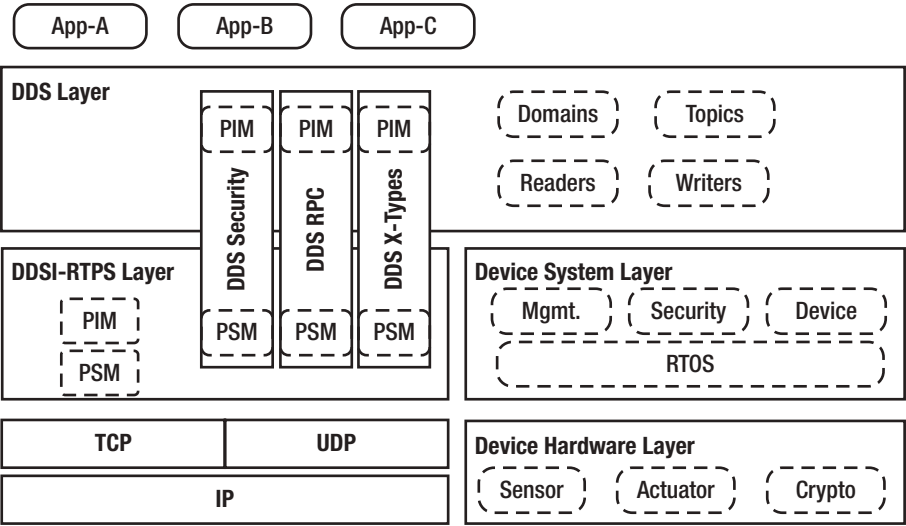 App-A App-B App-C
DDS Layer
PIM PIM PIM
Domains Topics
Readers Writers
DDS Security
DDS RPC
DDS X-Types
DDSI-RTPS Layer
PIM
PSM
PSM PSM PSM
Device System Layer
Mgmt. Security Device
RTOS
TCP UDP
IP
Device Hardware Layer
Sensor Actuator Crypto